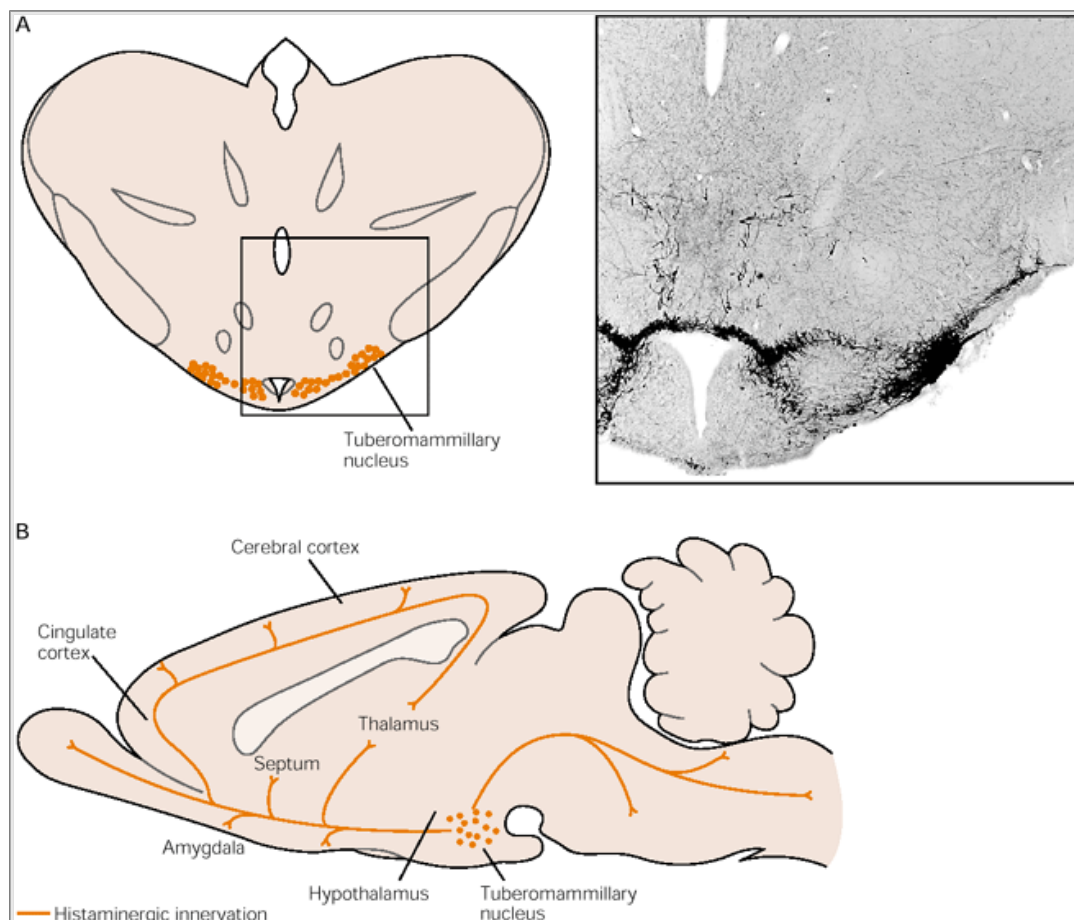 A
Tuberomammillary
nucleus
B
Cerebral cortex
Cingulate
cortex
Thalamus
Septum
Amygdala
Hypothalamus
Tuberomammillary
nucleus
Histaminergic innervation